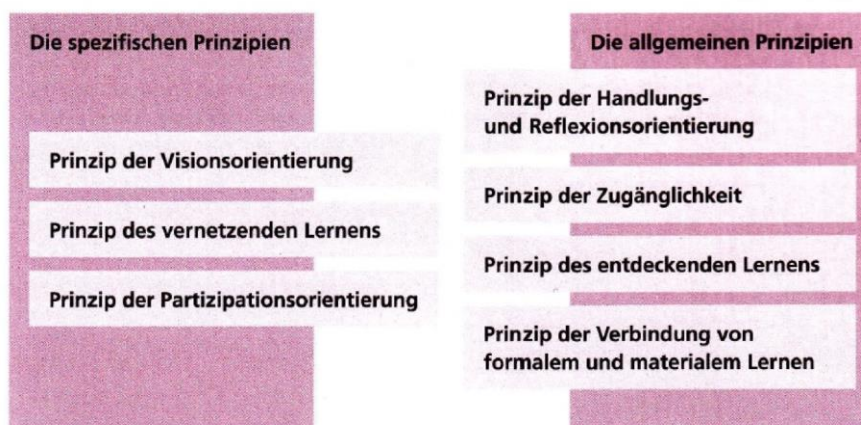 Die spezifischen Prinzipien
Prinzip der Visionsorientierung
Prinzip des vernetzenden Lernens
Prinzip der Partizipationsorientierung
Die allgemeinen Prinzipien
Prinzip der Handlungs-
und Reflexionsorientierung
Prinzip der Zugänglichkeit
Prinzip des entdeckenden Lernens
Prinzip der Verbindung von
formalem und materialem Lernen